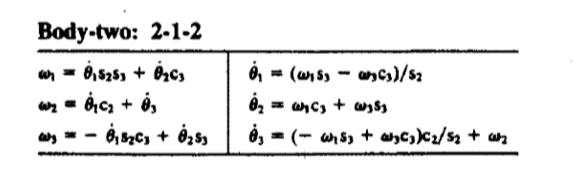 Body-two: 2-1-2
ω₁ = θ̇₁s₂s₃ + θ̇₂c₃ θ̇₁ = (ω₁s₃ − ω₃c₃)/s₂
ω₂ = θ̇₁c₂ + θ̇₃ θ̇₂ = ω₁c₃ + ω₃s₃
ω₃ = − θ̇₁s₂c₃ + θ̇₂s₃ θ̇₃ = (− ω₁s₃ + ω₃c₃)c₂/s₂ + ω₂